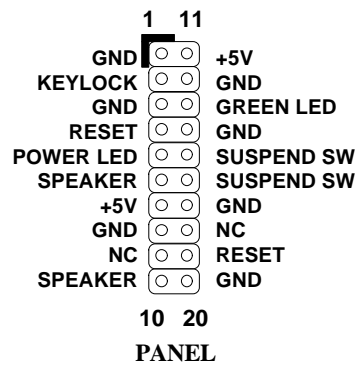 1 11
GND +5V
KEYLOCK GND
GND GREEN LED
RESET GND
POWER LED SUSPEND SW
SPEAKER SUSPEND SW
+5V GND
GND NC
NC RESET
SPEAKER GND
10 20
PANEL